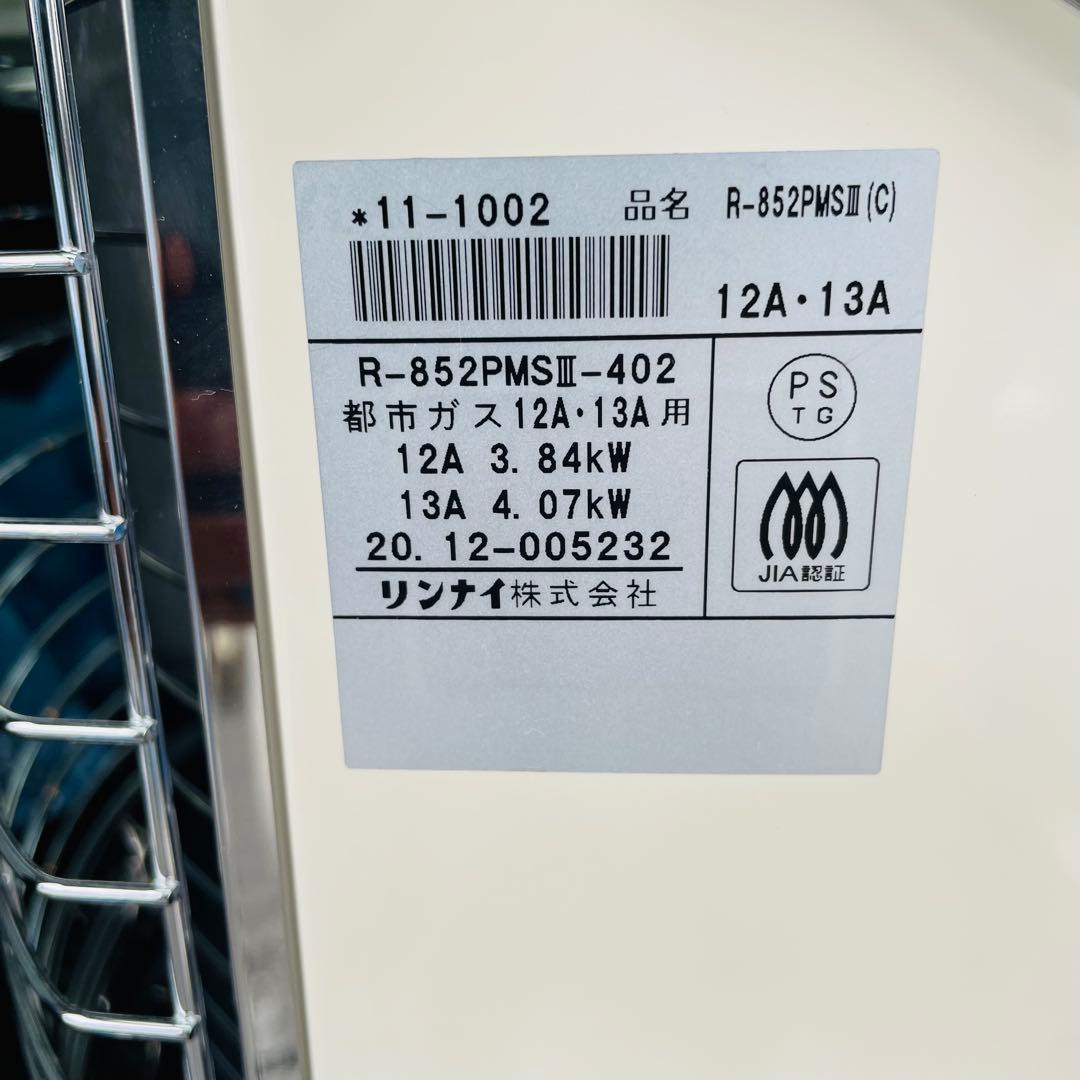 *11-1002 品名 R-852PMSⅢ(C)
12A・13A
R-852PMSⅢ-402
都市ガス12A・13A用
12A 3.84kW
13A 4.07kW
20.12-005232
リンナイ株式会社
PS
TG
JIA認証